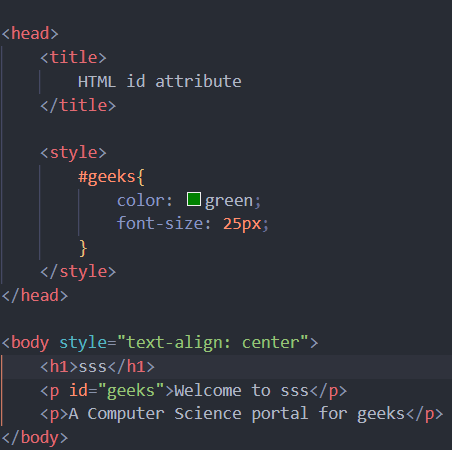 <head>
    <title>
        HTML id attribute
    </title>
    <style>
        #geeks{
            color: green;
            font-size: 25px;
        }
    </style>
</head>
<body style="text-align: center">
    <h1>sss</h1>
    <p id="geeks">Welcome to sss</p>
    <p>A Computer Science portal for geeks</p>
</body>